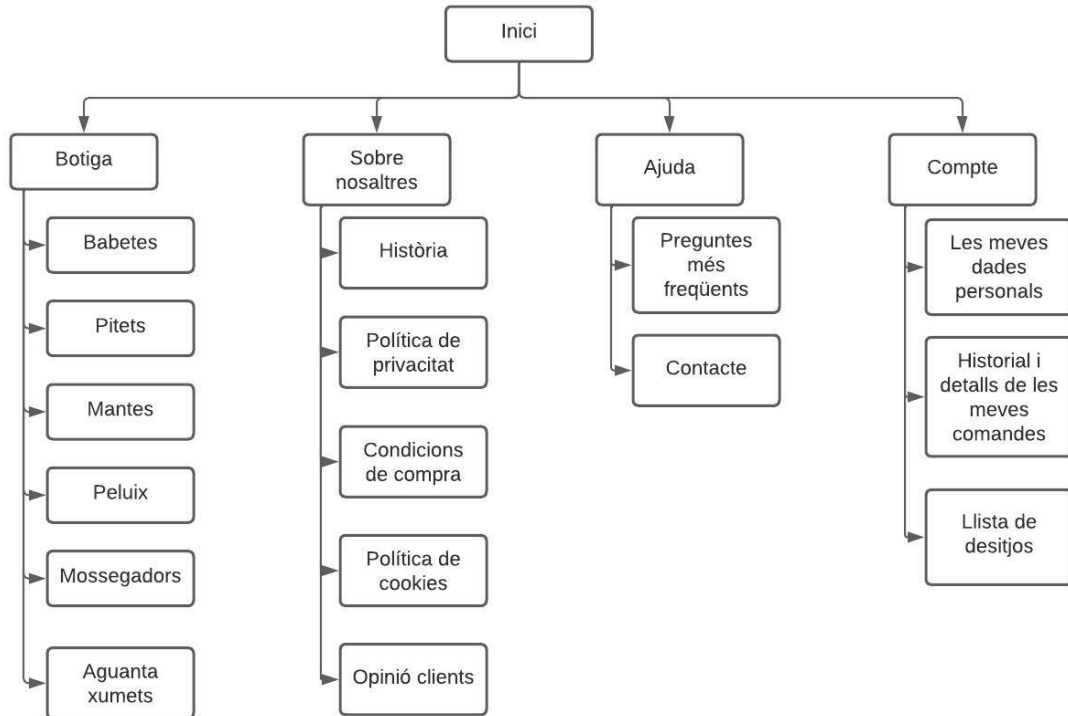 Inici
Botiga
Babetes
Pitets
Mantes
Peluix
Mossegadors
Aguanta
xumets
Sobre
nosaltres
Història
Política de
privacitat
Condicions
de compra
Política de
cookies
Opinió clients
Ajuda
Preguntes
més
freqüents
Contacte
Compte
Les meves
dades
personals
Historial i
detalls de les
meves
comandes
Llista de
desitjos